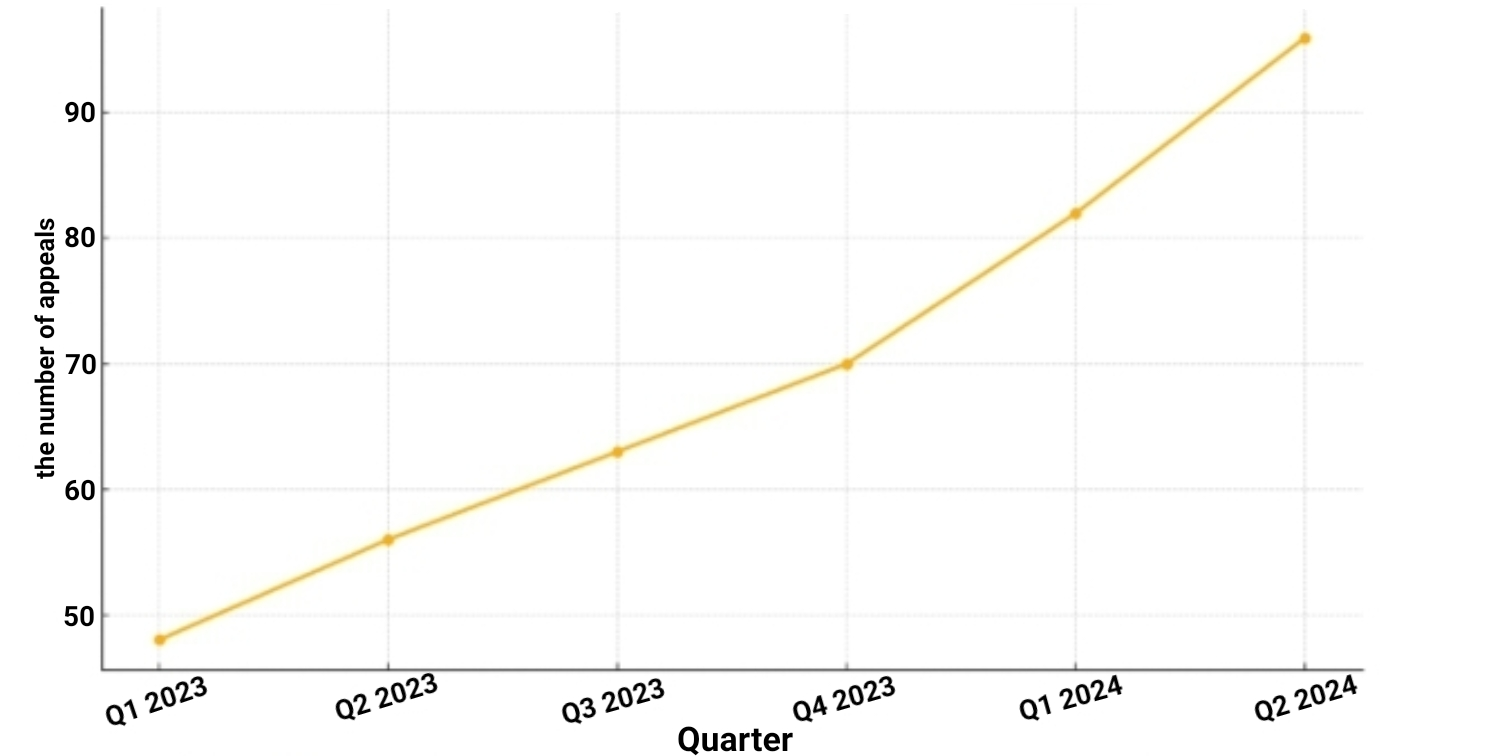 90
80
70
60
50
the number of appeals
Q1 2023
Q2 2023
Q3 2023
Q4 2023
Q1 2024
Q2 2024
Quarter